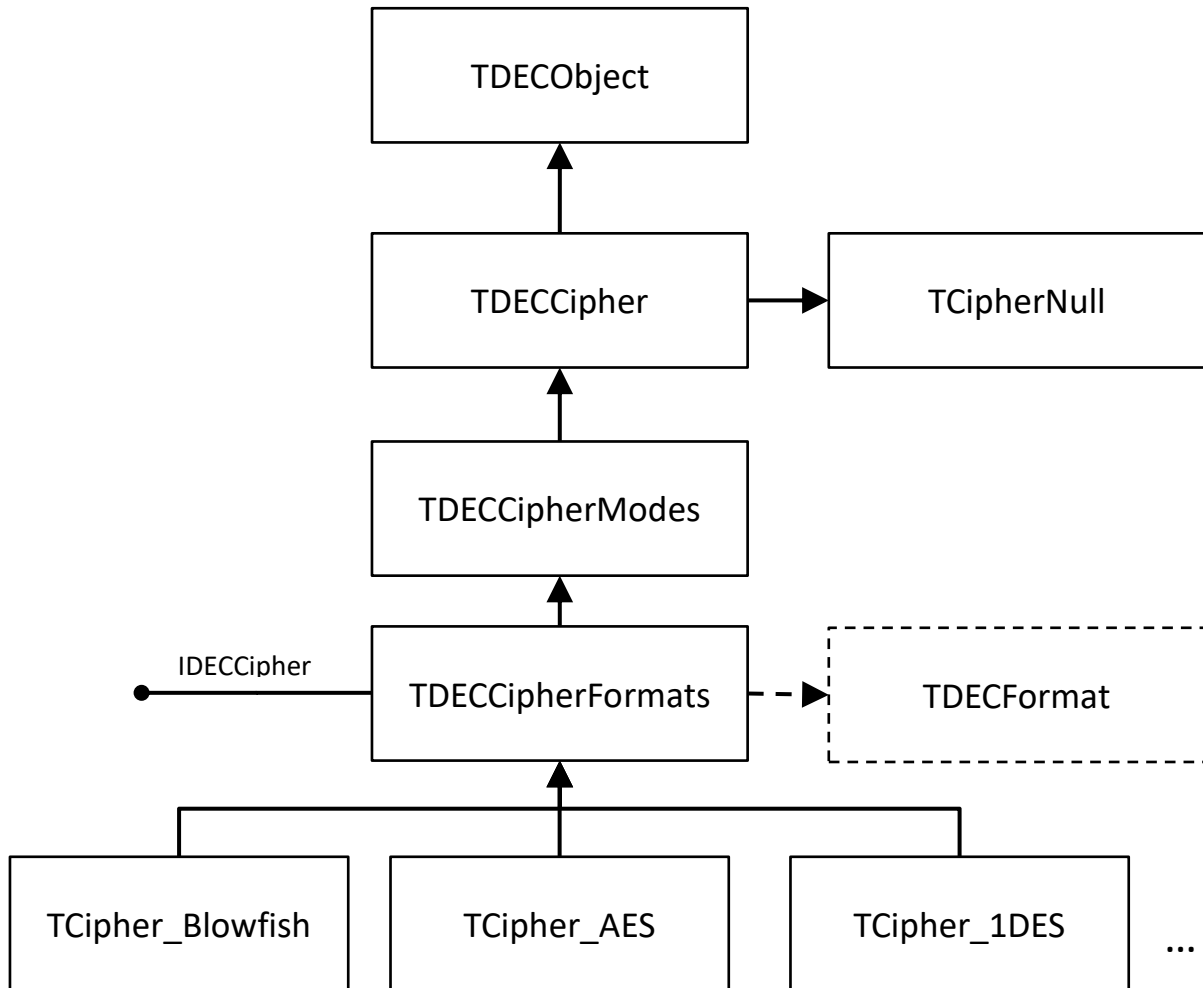 TDECObject
TDECCipher
TCipherNull
TDECCipherModes
IDECCipher
TDECCipherFormats
TDECFormat
TCipher_Blowfish
TCipher_AES
TCipher_1DES
...